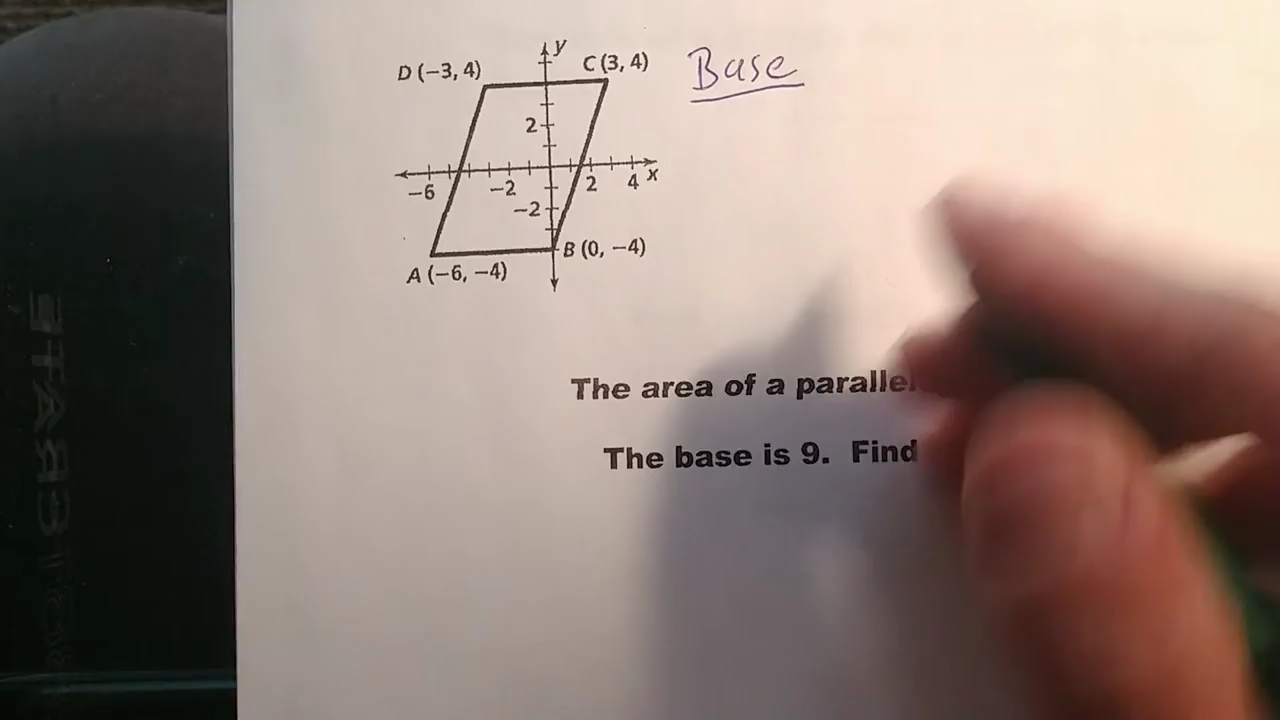 y
D (−3, 4)
C (3, 4)
Base
2
−6
−2
2
4
x
−2
B (0, −4)
A (−6, −4)
The area of a paralle
The base is 9. Find